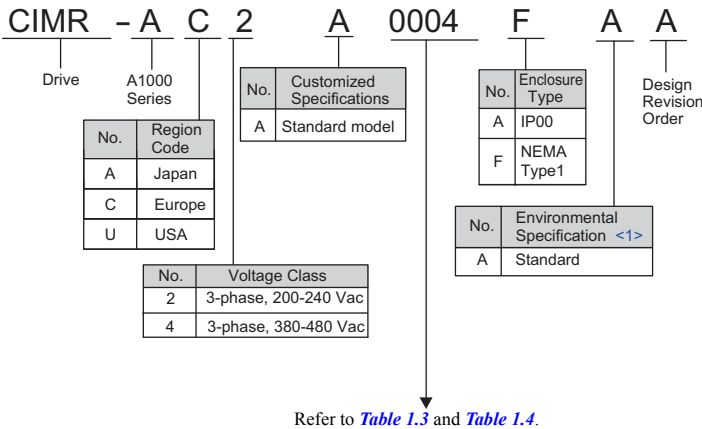 CIMR - A C 2 A 0004 F A A
Drive
A1000
Series
Design
Revision
Order
No. Region
Code
A Japan
C Europe
U USA
No. Voltage Class
2 3-phase, 200-240 Vac
4 3-phase, 380-480 Vac
No. Customized
Specifications
A Standard model
No. Enclosure
Type
A IP00
F NEMA
Type1
No. Environmental
Specification <1>
A Standard
Refer to Table 1.3 and Table 1.4.